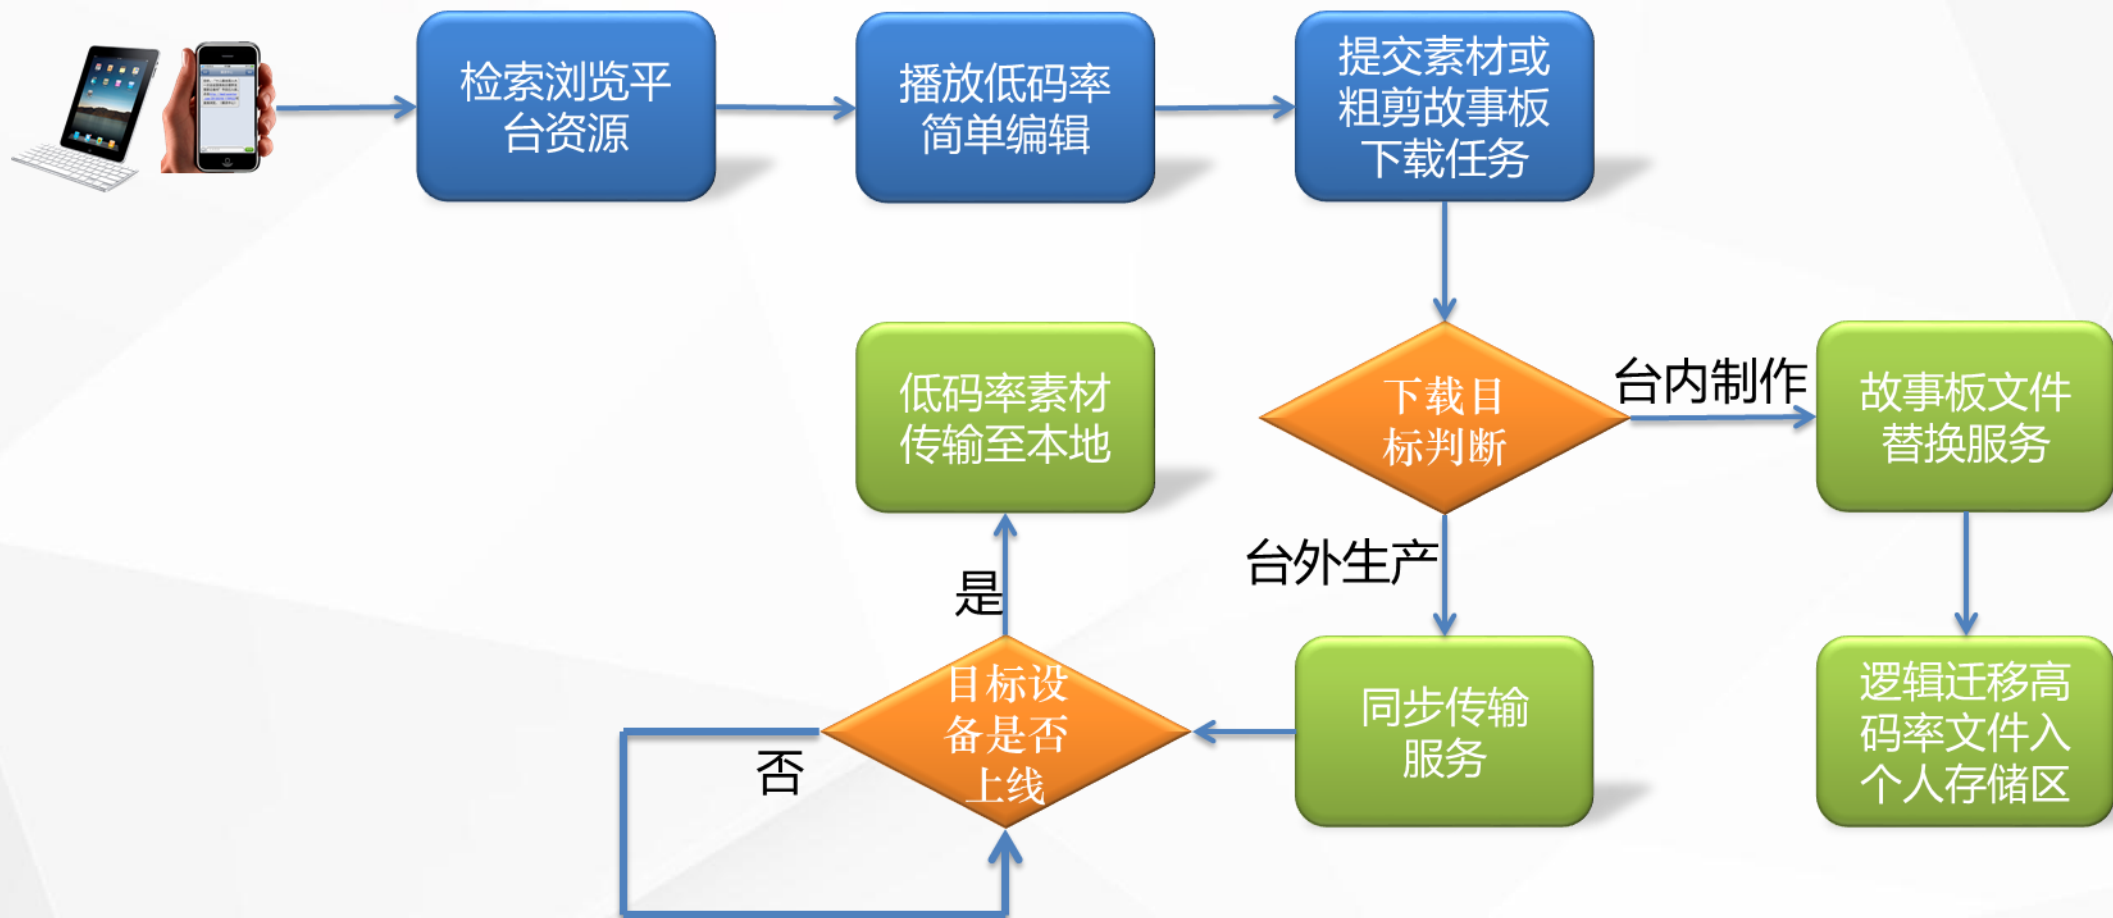 检索浏览平
台资源
播放低码率
简单编辑
提交素材或
粗剪故事板
下载任务
下载目
标判断
台内制作
故事板文件
替换服务
逻辑迁移高
码率文件入
个人存储区
台外生产
同步传输
服务
目标设
备是否
上线
是
否
低码率素材
传输至本地